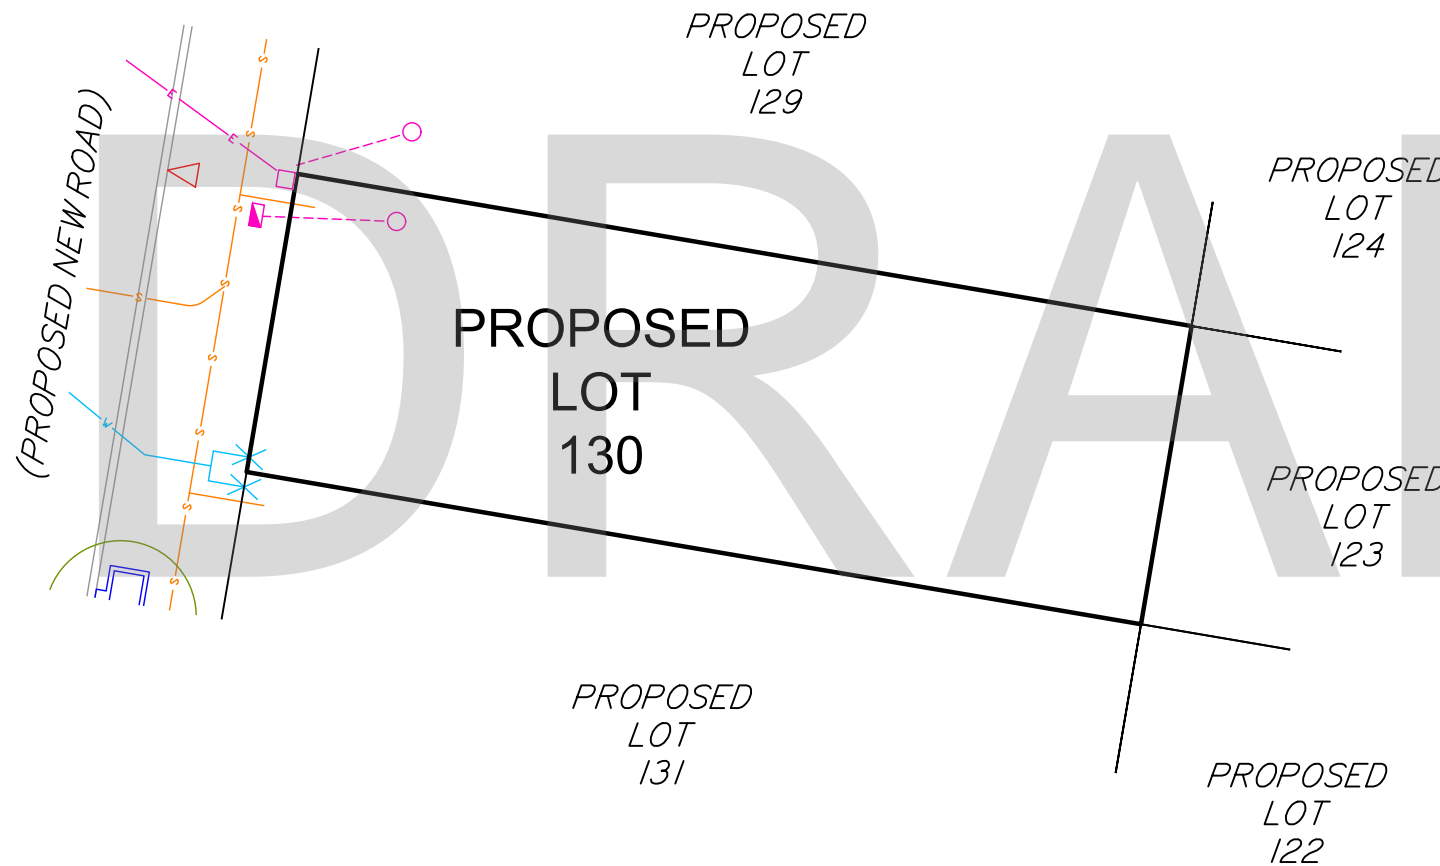 PROPOSED
LOT
129
PROPOSED
LOT
124
(PROPOSED NEW ROAD)
E
E
S
S
S
S
S
S
S
S
S
W
PROPOSED
LOT
130
PROPOSED
LOT
123
PROPOSED
LOT
131
PROPOSED
LOT
122
DRA